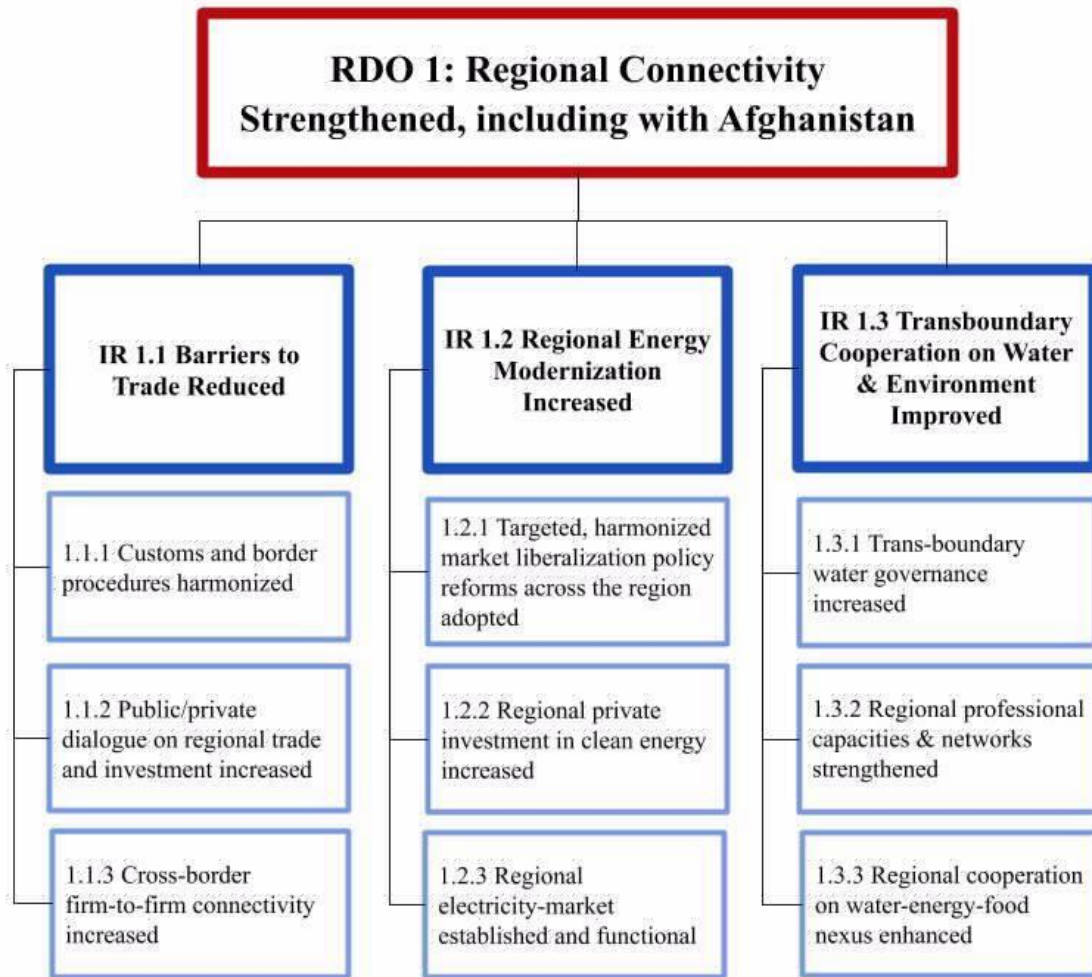 RDO 1: Regional Connectivity
Strengthened, including with Afghanistan
IR 1.1 Barriers to
Trade Reduced
1.1.1 Customs and border
procedures harmonized
1.1.2 Public/private
dialogue on regional trade
and investment increased
1.1.3 Cross-border
firm-to-firm connectivity
increased
IR 1.2 Regional Energy
Modernization
Increased
1.2.1 Targeted, harmonized
market liberalization policy
reforms across the region
adopted
1.2.2 Regional private
investment in clean energy
increased
1.2.3 Regional
electricity-market
established and functional
IR 1.3 Transboundary
Cooperation on Water
& Environment
Improved
1.3.1 Trans-boundary
water governance
increased
1.3.2 Regional professional
capacities & networks
strengthened
1.3.3 Regional cooperation
on water-energy-food
nexus enhanced